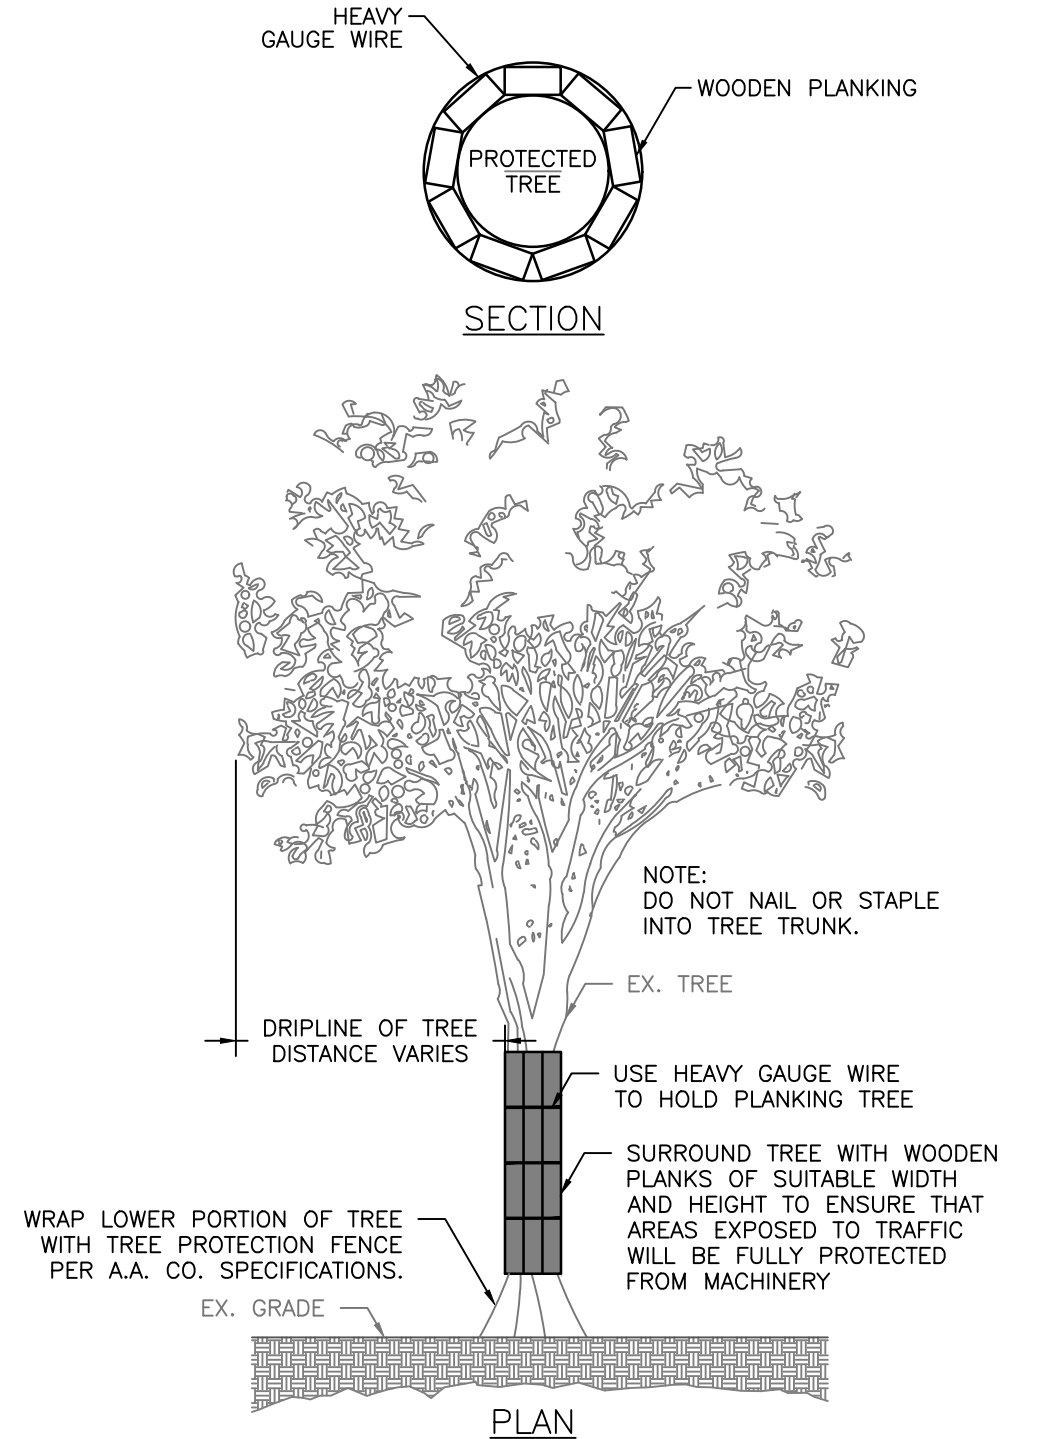 HEAVY
GAUGE WIRE
WOODEN PLANKING
PROTECTED
TREE
SECTION
NOTE:
DO NOT NAIL OR STAPLE
INTO TREE TRUNK.
EX. TREE
DRIPLINE OF TREE
DISTANCE VARIES
USE HEAVY GAUGE WIRE
TO HOLD PLANKING TREE
SURROUND TREE WITH WOODEN
PLANKS OF SUITABLE WIDTH
AND HEIGHT TO ENSURE THAT
AREAS EXPOSED TO TRAFFIC
WILL BE FULLY PROTECTED
FROM MACHINERY
WRAP LOWER PORTION OF TREE
WITH TREE PROTECTION FENCE
PER A.A. CO. SPECIFICATIONS.
EX. GRADE
PLAN